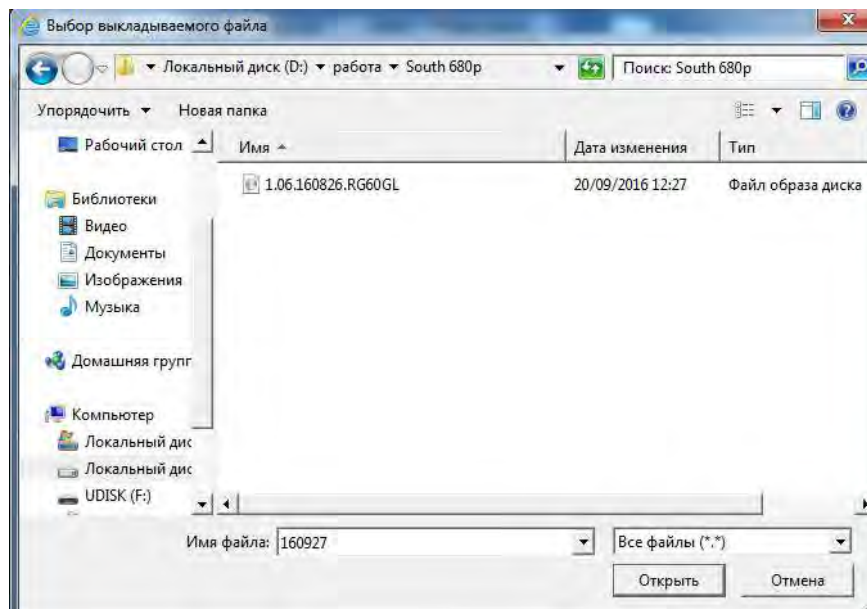 Выбор выкладываемого файла
Локальный диск (D:) ▾ работа ▾ South 680p
Поиск: South 680p
Упорядочить ▾ Новая папка
Рабочий стол
Имя
Дата изменения
Тип
1.06.160826.RG60GL
20/09/2016 12:27
Файл образа диска
Библиотеки
Видео
Документы
Изображения
Музыка
Домашняя групп
Компьютер
Локальный дис
Локальный дис
UDISK (F:)
Имя файла: 160927
Все файлы (*.*)
Открыть
Отмена